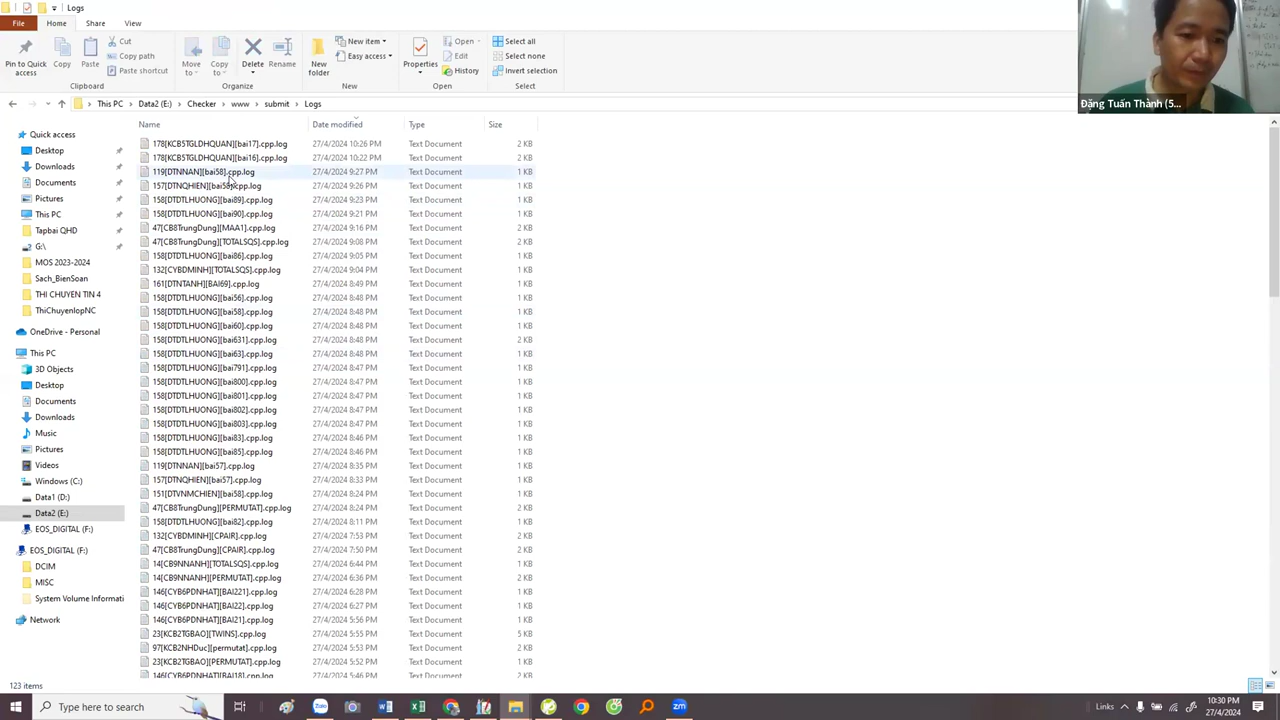 Logs
File
Home
Share
View
Pin to Quick access
Copy
Paste
Cut
Copy path
Paste shortcut
Clipboard
Move to
Copy to
Delete
Rename
Organize
New folder
New item
Easy access
New
Properties
Open
Edit
History
Open
Select all
Select none
Invert selection
Select
Đặng Tuấn Thành (5...
This PC
Data2 (E:)
Checker
www
submit
Logs
Name
Date modified
Type
Size
Quick access
Desktop
Downloads
Documents
Pictures
This PC
Tapbai QHD
G:\
MOS 2023-2024
Sach_BienSoan
THI CHUYEN TIN 4
ThiChuyenlopNC
OneDrive - Personal
This PC
3D Objects
Desktop
Documents
Downloads
Music
Pictures
Videos
Windows (C:)
Data1 (D:)
Data2 (E:)
EOS_DIGITAL (F:)
EOS_DIGITAL (F:)
DCIM
MISC
System Volume Informati
Network
178[KCB5TGLDHQUAN][bai17].cpp.log 27/4/2024 10:26 PM Text Document 2 KB
178[KCB5TGLDHQUAN][bai16].cpp.log 27/4/2024 10:22 PM Text Document 2 KB
119[DTNNAN][bai58].cpp.log 27/4/2024 9:27 PM Text Document 1 KB
157[DTNQHIEN][bai58].cpp.log 27/4/2024 9:26 PM Text Document 1 KB
158[DTDTLHUONG][bai89].cpp.log 27/4/2024 9:23 PM Text Document 1 KB
158[DTDTLHUONG][bai90].cpp.log 27/4/2024 9:21 PM Text Document 1 KB
47[CB8TrungDung][MAA1].cpp.log 27/4/2024 9:16 PM Text Document 2 KB
47[CB8TrungDung][TOTALSQS].cpp.log 27/4/2024 9:08 PM Text Document 2 KB
158[DTDTLHUONG][bai86].cpp.log 27/4/2024 9:05 PM Text Document 1 KB
132[CYBDMINH][TOTALSQS].cpp.log 27/4/2024 9:04 PM Text Document 1 KB
161[DTNTANH][BAI69].cpp.log 27/4/2024 8:49 PM Text Document 1 KB
158[DTDTLHUONG][bai56].cpp.log 27/4/2024 8:48 PM Text Document 1 KB
158[DTDTLHUONG][bai58].cpp.log 27/4/2024 8:48 PM Text Document 1 KB
158[DTDTLHUONG][bai60].cpp.log 27/4/2024 8:48 PM Text Document 1 KB
158[DTDTLHUONG][bai631].cpp.log 27/4/2024 8:48 PM Text Document 2 KB
158[DTDTLHUONG][bai63].cpp.log 27/4/2024 8:48 PM Text Document 1 KB
158[DTDTLHUONG][bai791].cpp.log 27/4/2024 8:47 PM Text Document 1 KB
158[DTDTLHUONG][bai800].cpp.log 27/4/2024 8:47 PM Text Document 1 KB
158[DTDTLHUONG][bai801].cpp.log 27/4/2024 8:47 PM Text Document 1 KB
158[DTDTLHUONG][bai802].cpp.log 27/4/2024 8:47 PM Text Document 1 KB
158[DTDTLHUONG][bai803].cpp.log 27/4/2024 8:47 PM Text Document 1 KB
158[DTDTLHUONG][bai83].cpp.log 27/4/2024 8:46 PM Text Document 1 KB
158[DTDTLHUONG][bai85].cpp.log 27/4/2024 8:46 PM Text Document 1 KB
119[DTNNAN][bai57].cpp.log 27/4/2024 8:35 PM Text Document 1 KB
157[DTNQHIEN][bai57].cpp.log 27/4/2024 8:33 PM Text Document 1 KB
151[DTVNMCHIEN][bai58].cpp.log 27/4/2024 8:24 PM Text Document 1 KB
47[CB8TrungDung][PERMUTAT].cpp.log 27/4/2024 8:24 PM Text Document 2 KB
158[DTDTLHUONG][bai82].cpp.log 27/4/2024 8:11 PM Text Document 1 KB
132[CYBDMINH][CPAIR].cpp.log 27/4/2024 7:53 PM Text Document 2 KB
47[CB8TrungDung][CPAIR].cpp.log 27/4/2024 7:50 PM Text Document 2 KB
14[CB9NNANH][TOTALSQS].cpp.log 27/4/2024 6:44 PM Text Document 1 KB
14[CB9NNANH][PERMUTAT].cpp.log 27/4/2024 6:36 PM Text Document 2 KB
146[CYB6PDNHAT][BAI221].cpp.log 27/4/2024 6:28 PM Text Document 1 KB
146[CYB6PDNHAT][BAI22].cpp.log 27/4/2024 6:27 PM Text Document 1 KB
146[CYB6PDNHAT][BAI21].cpp.log 27/4/2024 5:56 PM Text Document 1 KB
23[KCB2TGBAO][TWINS].cpp.log 27/4/2024 5:55 PM Text Document 5 KB
97[KCB2NHDuc][permutat].cpp.log 27/4/2024 5:53 PM Text Document 2 KB
23[KCB2TGBAO][PERMUTAT].cpp.log 27/4/2024 5:52 PM Text Document 1 KB
146[CYB6PDNHAT][BAI18].cpp.log 27/4/2024 5:52 PM Text Document 2 KB
123 items
Type here to search
Zalo
Links
10:30 PM
27/4/2024